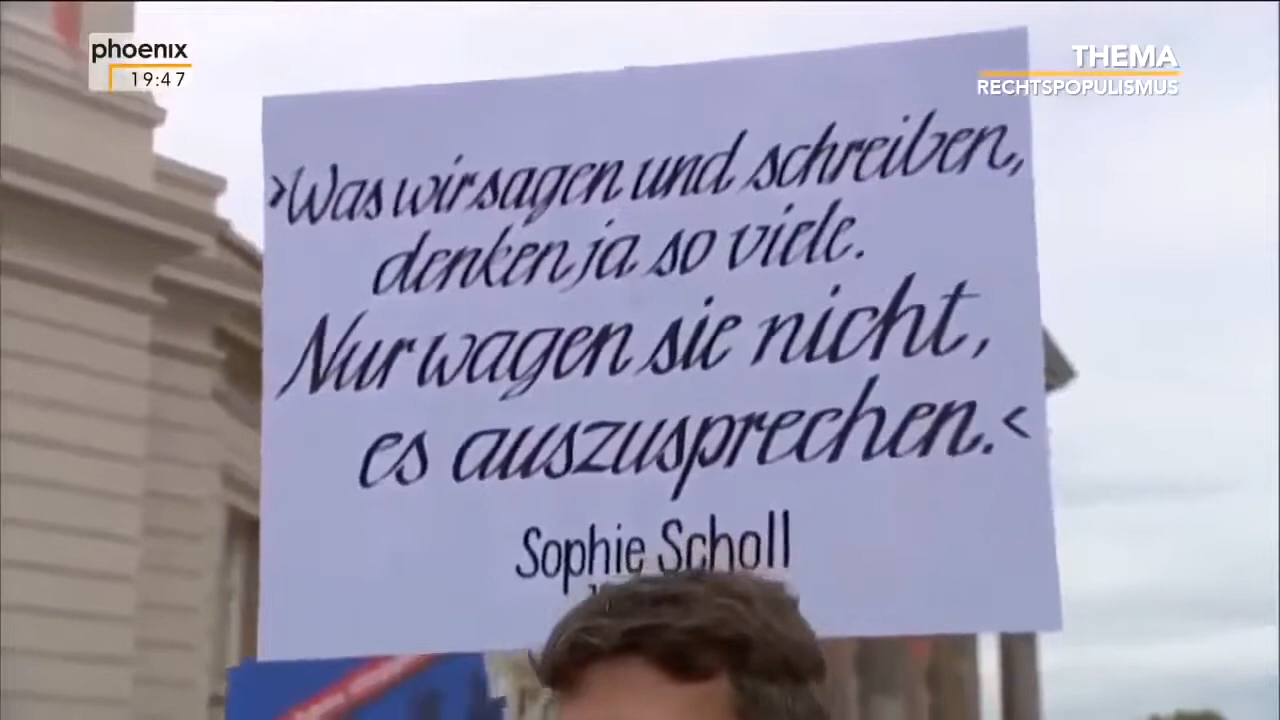 phoenix
19:47
THEMA
RECHTSPOPULISMUS
›Was wir sagen und schreiben,
denken ja so viele.
Nur wagen sie nicht,
es auszusprechen.‹
Sophie Scholl